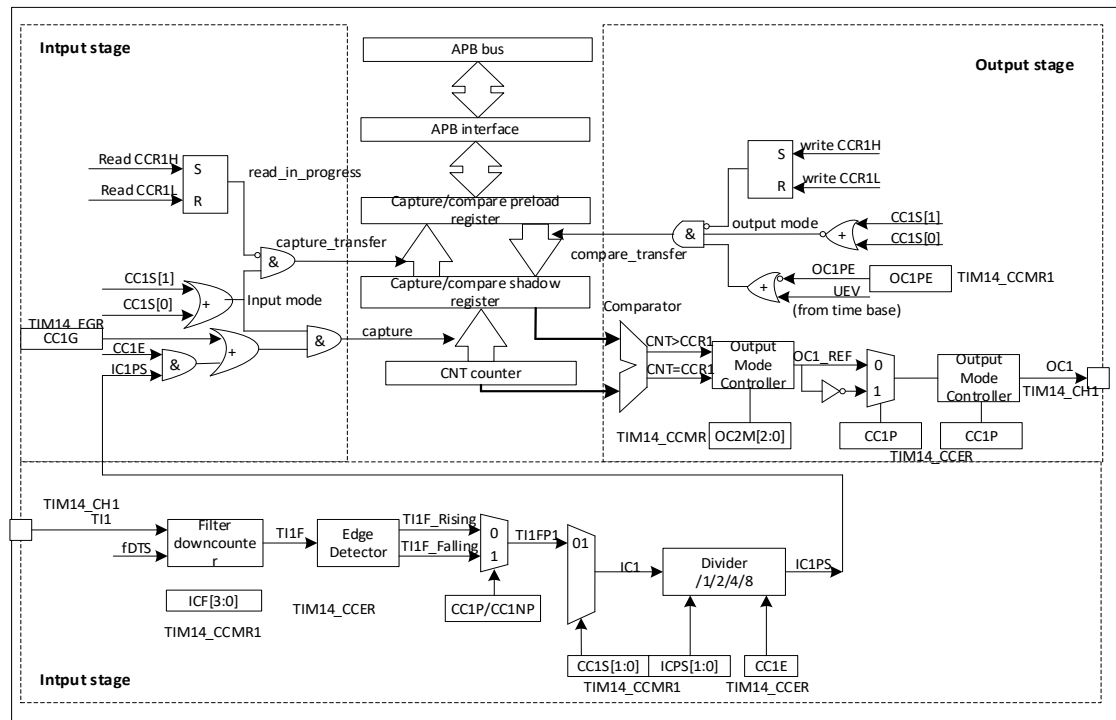 Intput stage
APB bus
Output stage
APB interface
Read CCR1H
S
Read CCR1L
R
read_in_progress
S
write CCR1H
R
write CCR1L
Capture/compare preload
register
capture_transfer
&
&
output mode
+
CC1S[1]
CC1S[0]
compare_transfer
CC1S[1]
CC1S[0]
+
Input mode
Capture/compare shadow
register
+
OC1PE
OC1PE
TIM14_CCMR1
UEV
(from time base)
TIM14_EGR
CC1G
CC1E
IC1PS
&
+
&
capture
Comparator
CNT counter
CNT>CCR1
CNT=CCR1
Output
Mode
Controller
OC1_REF
0
1
Output
Mode
Controller
OC1
TIM14_CH1
TIM14_CCMR
OC2M[2:0]
CC1P
CC1P
TIM14_CCER
TIM14_CH1
TI1
fDTS
Filter
downcounte
r
TI1F
Edge
Detector
TI1F_Rising
TI1F_Falling
0
1
TI1FP1
01
IC1
Divider
/1/2/4/8
IC1PS
ICF[3:0]
TIM14_CCMR1
TIM14_CCER
CC1P/CC1NP
CC1S[1:0]
ICPS[1:0]
CC1E
TIM14_CCMR1
TIM14_CCER
Intput stage